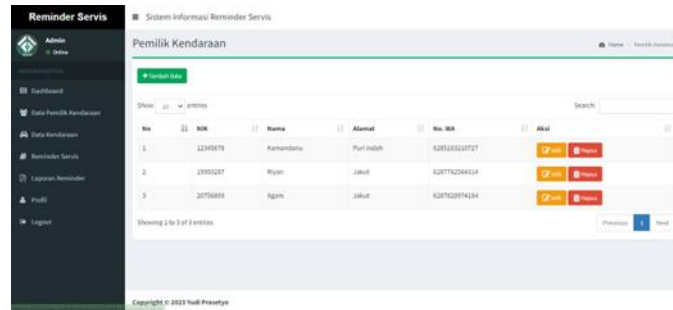 Reminder Servis
Sistem Informasi Reminder Servis
Admin
Online
Pemilik Kendaraan
Home
Dashboard
Data Pemilik Kendaraan
Data Kendaraan
Reminder Servis
Laporan Reminder
Profil
Logout
Tambah Data
Show 10 entries
Search:
No NIK Nama Alamat No. WA Aksi
1 12345678 Kamandanu Puri Indah Edit Hapus
2 Riyan Jakut Edit Hapus
3 Agam Jakut Edit Hapus
Showing 1 to 3 of 3 entries
Previous 1 Next
Copyright © 2023 Yudi Prasetyo